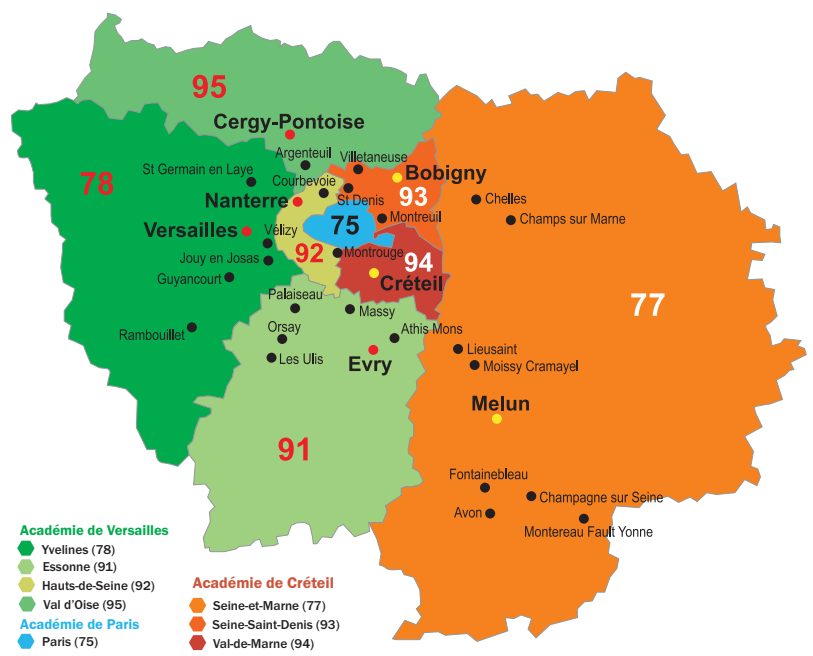 95
Cergy-Pontoise
Argenteuil
Villetaneuse
St Germain en Laye
78
Courbevoie
Bobigny
93
Nanterre
St Denis
Chelles
Montreuil
Champs sur Marne
Versailles
75
Vélizy
92
Montrouge
94
Jouy en Josas
Créteil
Guyancourt
77
Palaiseau
Massy
Rambouillet
Orsay
Athis Mons
Les Ulis
Evry
Lieusaint
Moissy Cramayel
Melun
91
Fontainebleau
Champagne sur Seine
Avon
Montereau Fault Yonne
Académie de Versailles
Yvelines (78)
Essonne (91)
Hauts-de-Seine (92)
Val d'Oise (95)
Académie de Paris
Paris (75)
Académie de Créteil
Seine-et-Marne (77)
Seine-Saint-Denis (93)
Val-de-Marne (94)